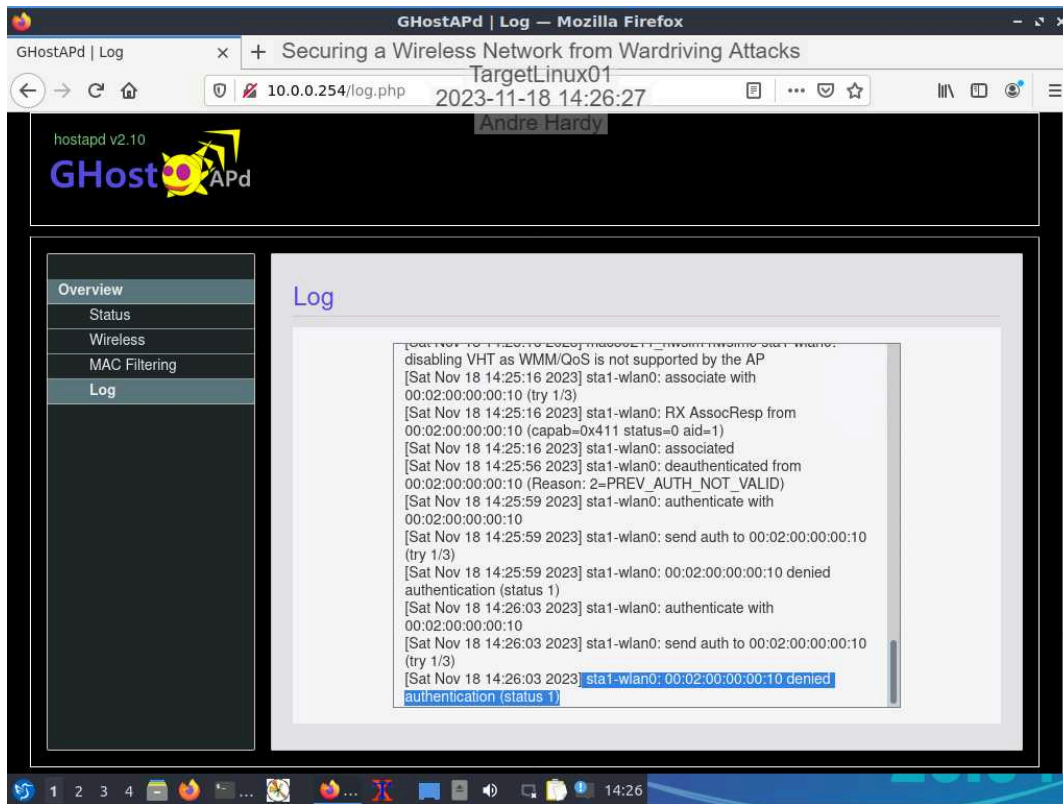 GHostAPd | Log — Mozilla Firefox
GHostAPd | Log
Securing a Wireless Network from Wardriving Attacks
TargetLinux01
10.0.0.254/log.php
2023-11-18 14:26:27
Andre Hardy
hostapd v2.10
GHost APd
Overview
Status
Wireless
MAC Filtering
Log
Log
disabling VHT as WMM/QoS is not supported by the AP
[Sat Nov 18 14:25:16 2023] sta1-wlan0: associate with
00:02:00:00:00:10 (try 1/3)
[Sat Nov 18 14:25:16 2023] sta1-wlan0: RX AssocResp from
00:02:00:00:00:10 (capab=0x411 status=0 aid=1)
[Sat Nov 18 14:25:16 2023] sta1-wlan0: associated
[Sat Nov 18 14:25:56 2023] sta1-wlan0: deauthenticated from
00:02:00:00:00:10 (Reason: 2=PREV_AUTH_NOT_VALID)
[Sat Nov 18 14:25:59 2023] sta1-wlan0: authenticate with
00:02:00:00:00:10
[Sat Nov 18 14:25:59 2023] sta1-wlan0: send auth to 00:02:00:00:00:10
(try 1/3)
[Sat Nov 18 14:25:59 2023] sta1-wlan0: 00:02:00:00:00:10 denied
authentication (status 1)
[Sat Nov 18 14:26:03 2023] sta1-wlan0: authenticate with
00:02:00:00:00:10
[Sat Nov 18 14:26:03 2023] sta1-wlan0: send auth to 00:02:00:00:00:10
(try 1/3)
[Sat Nov 18 14:26:03 2023] sta1-wlan0: 00:02:00:00:00:10 denied
authentication (status 1)
1 2 3 4 14:26